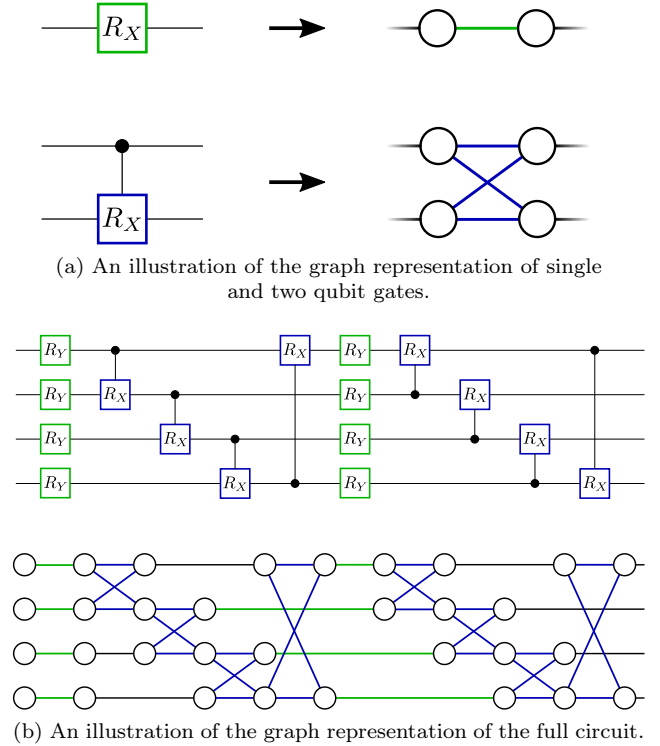 R_X
R_X
(a) An illustration of the graph representation of single
and two qubit gates.
R_Y R_X R_Y R_X
R_Y R_X R_Y R_X
R_Y R_X R_Y R_X
R_Y R_X R_Y R_X
(b) An illustration of the graph representation of the full circuit.